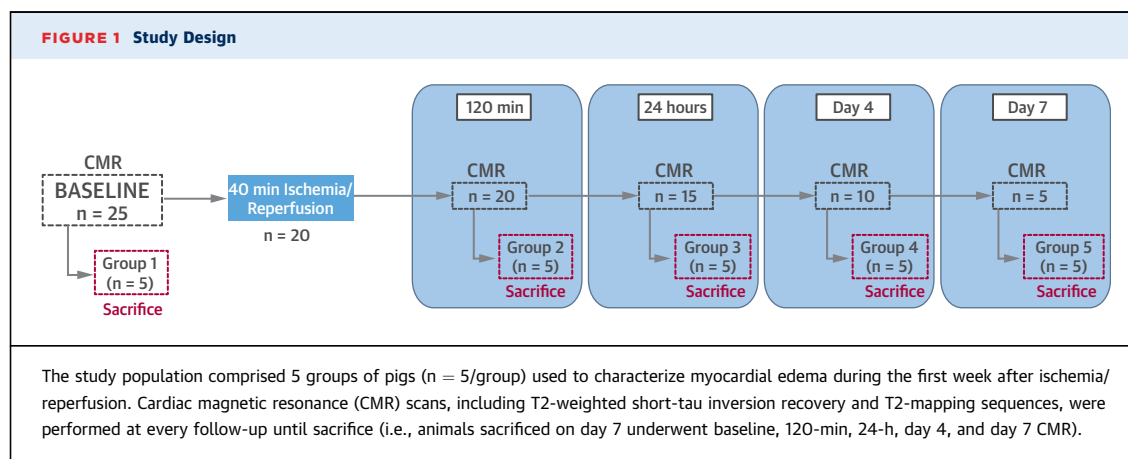 FIGURE 1 Study Design
120 min
24 hours
Day 4
Day 7
CMR
BASELINE
n = 25
40 min Ischemia/
Reperfusion
n = 20
CMR
n = 20
CMR
n = 15
CMR
n = 10
CMR
n = 5
Group 1
(n = 5)
Sacrifice
Group 2
(n = 5)
Sacrifice
Group 3
(n = 5)
Sacrifice
Group 4
(n = 5)
Sacrifice
Group 5
(n = 5)
Sacrifice
The study population comprised 5 groups of pigs (n = 5/group) used to characterize myocardial edema during the first week after ischemia/
reperfusion. Cardiac magnetic resonance (CMR) scans, including T2-weighted short-tau inversion recovery and T2-mapping sequences, were
performed at every follow-up until sacrifice (i.e., animals sacrificed on day 7 underwent baseline, 120-min, 24-h, day 4, and day 7 CMR).